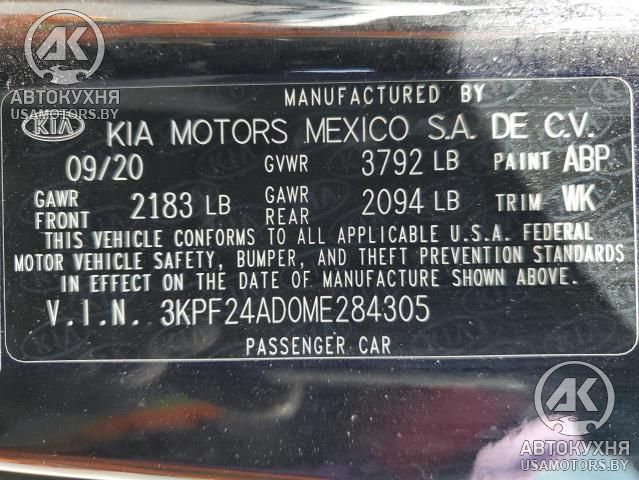 AK
АВТОКУХНЯ
USAMOTORS.BY
MANUFACTURED BY
KIA KIA MOTORS MEXICO S.A. DE C.V.
09/20 GVWR 3792 LB PAINT ABP
GAWR FRONT 2183 LB GAWR REAR 2094 LB TRIM WK
THIS VEHICLE CONFORMS TO ALL APPLICABLE U.S.A. FEDERAL
MOTOR VEHICLE SAFETY, BUMPER, AND THEFT PREVENTION STANDARDS
IN EFFECT ON THE DATE OF MANUFACTURE SHOWN ABOVE.
V.I.N. 3KPF24AD0ME284305
PASSENGER CAR
AK
АВТОКУХНЯ
USAMOTORS.BY